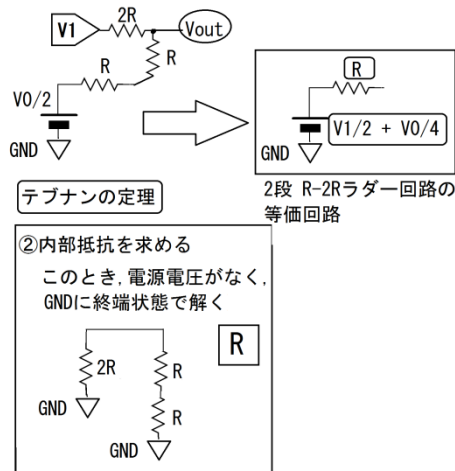 V1
2R
Vout
R
R
V0/2
GND
R
V1/2 + V0/4
GND
テブナンの定理
2段 R-2Rラダー回路の
等価回路
②内部抵抗を求める
このとき,電源電圧がなく,
GNDに終端状態で解く
R
2R
R
GND
R
GND